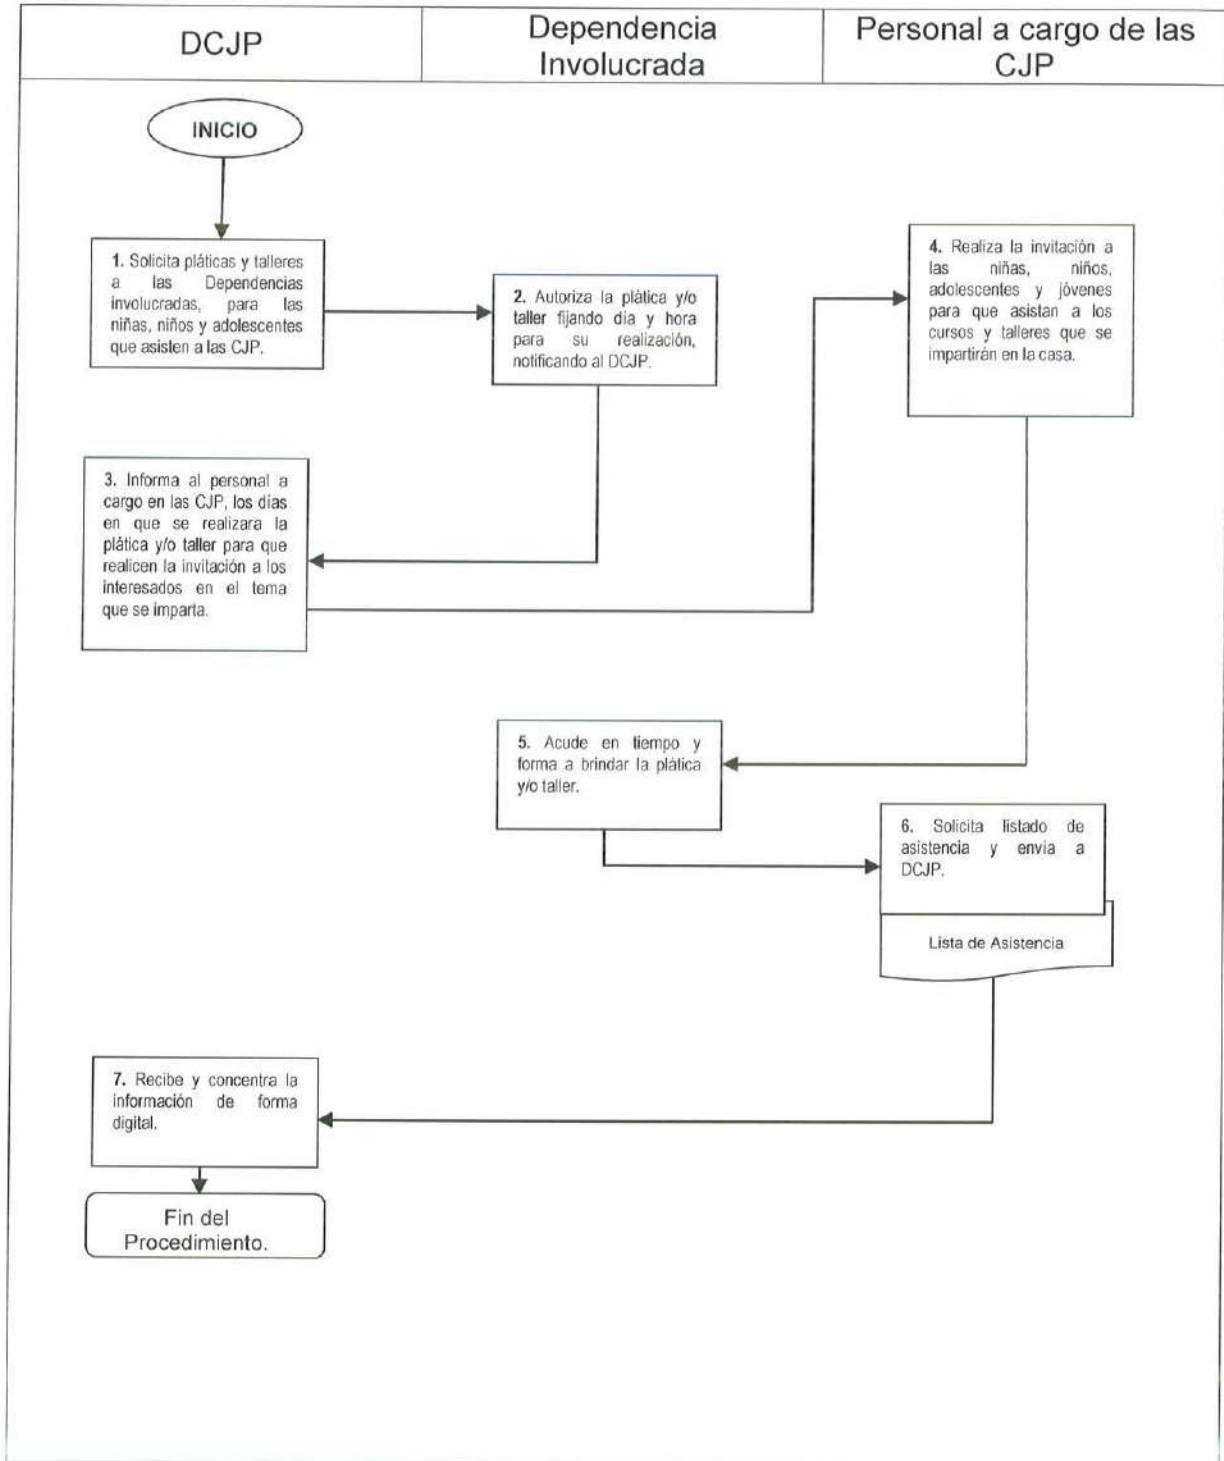 DCJP
Dependencia
Involucrada
Personal a cargo de las
CJP
INICIO
1. Solicita pláticas y talleres
a las Dependencias
involucradas, para las
niñas, niños y adolescentes
que asisten a las CJP.
2. Autoriza la plática y/o
taller fijando día y hora
para su realización,
notificando al DCJP.
3. Informa al personal a
cargo en las CJP, los días
en que se realizara la
plática y/o taller para que
realicen la invitación a los
interesados en el tema
que se imparta.
4. Realiza la invitación a
las niñas, niños,
adolescentes y jóvenes
para que asistan a los
cursos y talleres que se
impartirán en la casa.
5. Acude en tiempo y
forma a brindar la plática
y/o taller.
6. Solicita listado de
asistencia y envia a
DCJP.
Lista de Asistencia
7. Recibe y concentra la
información de forma
digital.
Fin del
Procedimiento.